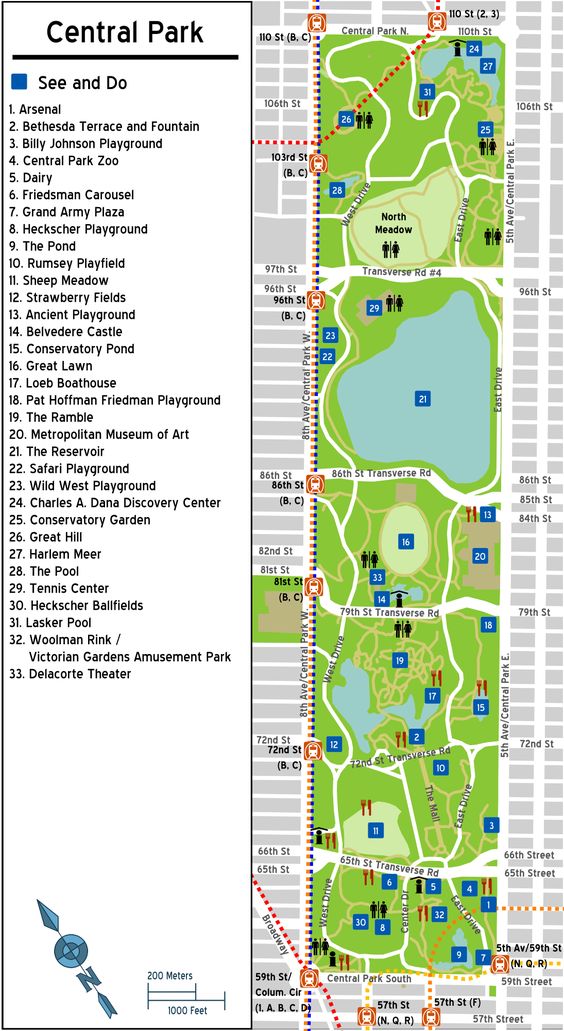 Central Park
See and Do
1. Arsenal
2. Bethesda Terrace and Fountain
3. Billy Johnson Playground
4. Central Park Zoo
5. Dairy
6. Friedsman Carousel
7. Grand Army Plaza
8. Heckscher Playground
9. The Pond
10. Rumsey Playfield
11. Sheep Meadow
12. Strawberry Fields
13. Ancient Playground
14. Belvedere Castle
15. Conservatory Pond
16. Great Lawn
17. Loeb Boathouse
18. Pat Hoffman Friedman Playground
19. The Ramble
20. Metropolitan Museum of Art
21. The Reservoir
22. Safari Playground
23. Wild West Playground
24. Charles A. Dana Discovery Center
25. Conservatory Garden
26. Great Hill
27. Harlem Meer
28. The Pool
29. Tennis Center
30. Heckscher Ballfields
31. Lasker Pool
32. Woolman Rink /
Victorian Gardens Amusement Park
33. Delacorte Theater
N
200 Meters
1000 Feet
110 St (2, 3)
110 St (B, C)
Central Park N.
110th St
24
27
31
106th St
106th St
26
25
103rd St
(B, C)
28
West Drive
North
Meadow
East Drive
5th Ave/Central Park E.
97th St
Transverse Rd #4
96th St
96th St
96th St
(B, C)
29
23
22
8th Ave/Central Park W.
21
East Drive
86th St
86th St Transverse Rd
86th St
86th St
(B, C)
85th St
13
84th St
16
20
82nd St
33
81st St
81st St
(B, C)
14
79th St Transverse Rd
79th St
18
8th Ave/Central Park W.
West Drive
19
17
15
5th Ave/Central Park E.
2
12
72nd St
72nd St
72nd St
(B, C)
72nd St Transverse Rd
10
The Mall
East Drive
3
11
66th St
66th Street
65th St
65th St Transverse Rd
65th Street
6
5
4
1
West Drive
Center Dr
East Drive
30
8
32
Broadway
9
7
5th Av/59th St
(N, Q, R)
59th St/
Colum. Cir
(1, A, B, C, D)
Central Park South
59th Street
57th St
(N, Q, R)
57th St (F)
57th Street